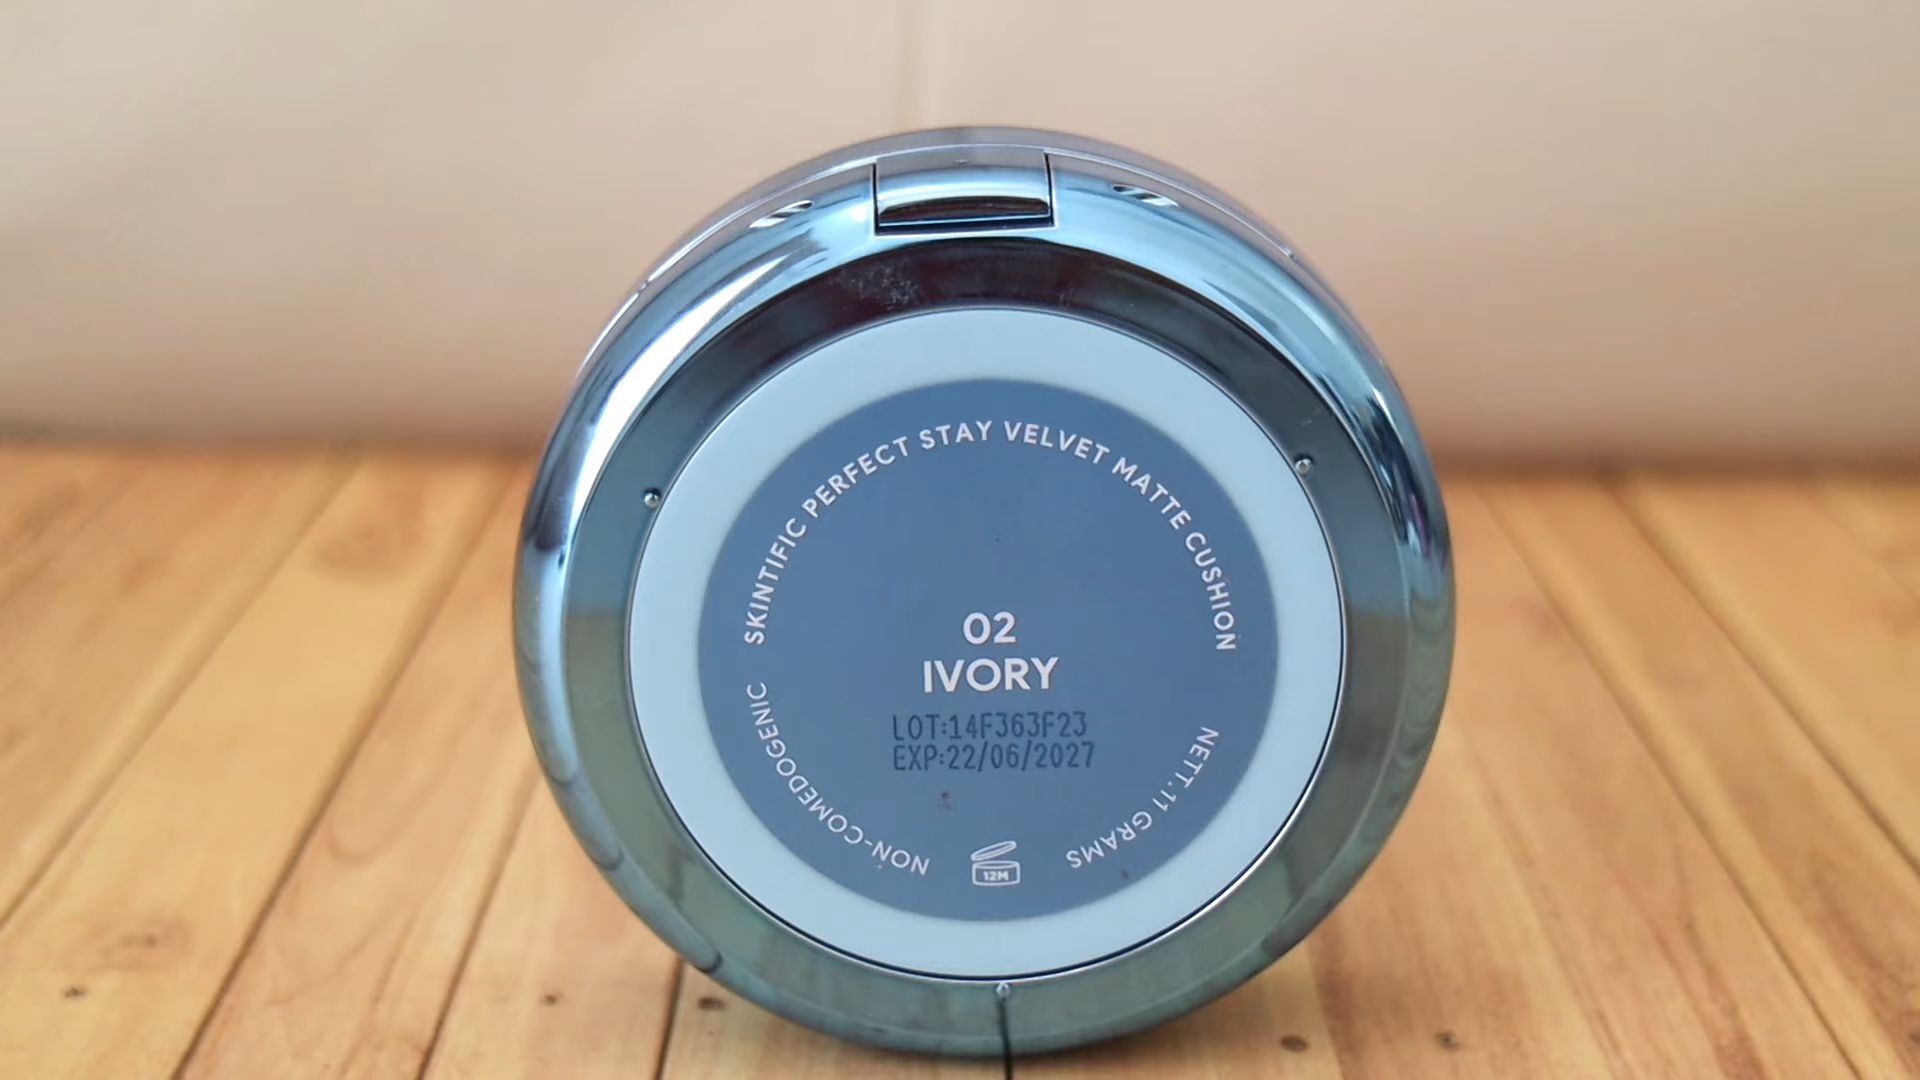 SKINTIFIC PERFECT STAY VELVET MATTE CUSHION
02
IVORY
LOT:14F363F23
EXP:22/06/2027
NON-COMEDOGENIC
12M
NETT.11 GRAMS